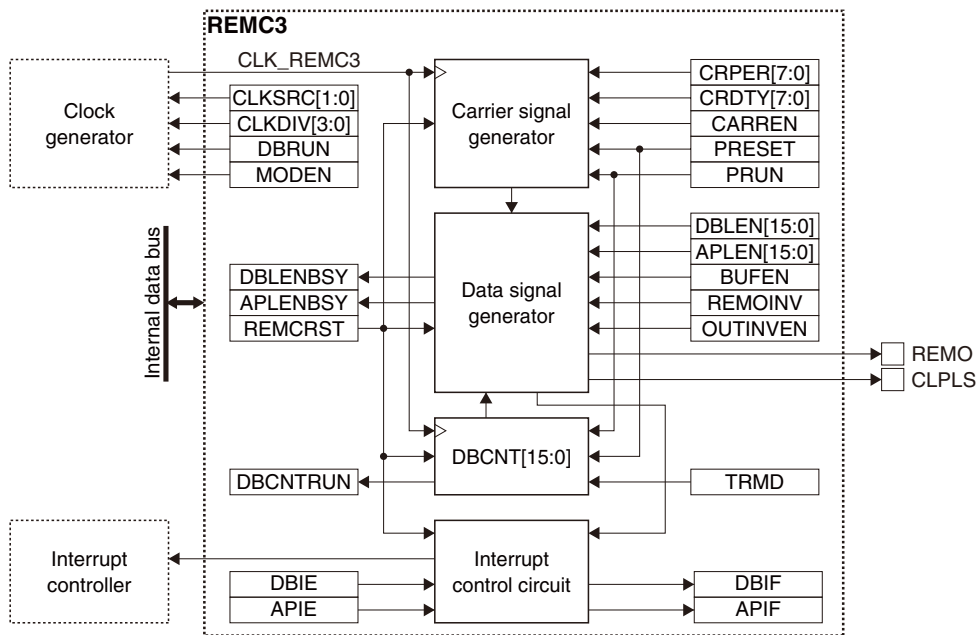 REMC3
CLK_REMC3
Clock
generator
CLKSRC[1:0]
CLKDIV[3:0]
DBRUN
MODEN
Carrier signal
generator
CRPER[7:0]
CRDTY[7:0]
CARREN
PRESET
PRUN
Internal data bus
DBLENBSY
APLENBSY
REMCRST
Data signal
generator
DBLEN[15:0]
APLEN[15:0]
BUFEN
REMOINV
OUTINVEN
REMO
CLPLS
DBCNT[15:0]
DBCNTRUN
TRMD
Interrupt
controller
DBIE
APIE
Interrupt
control circuit
DBIF
APIF